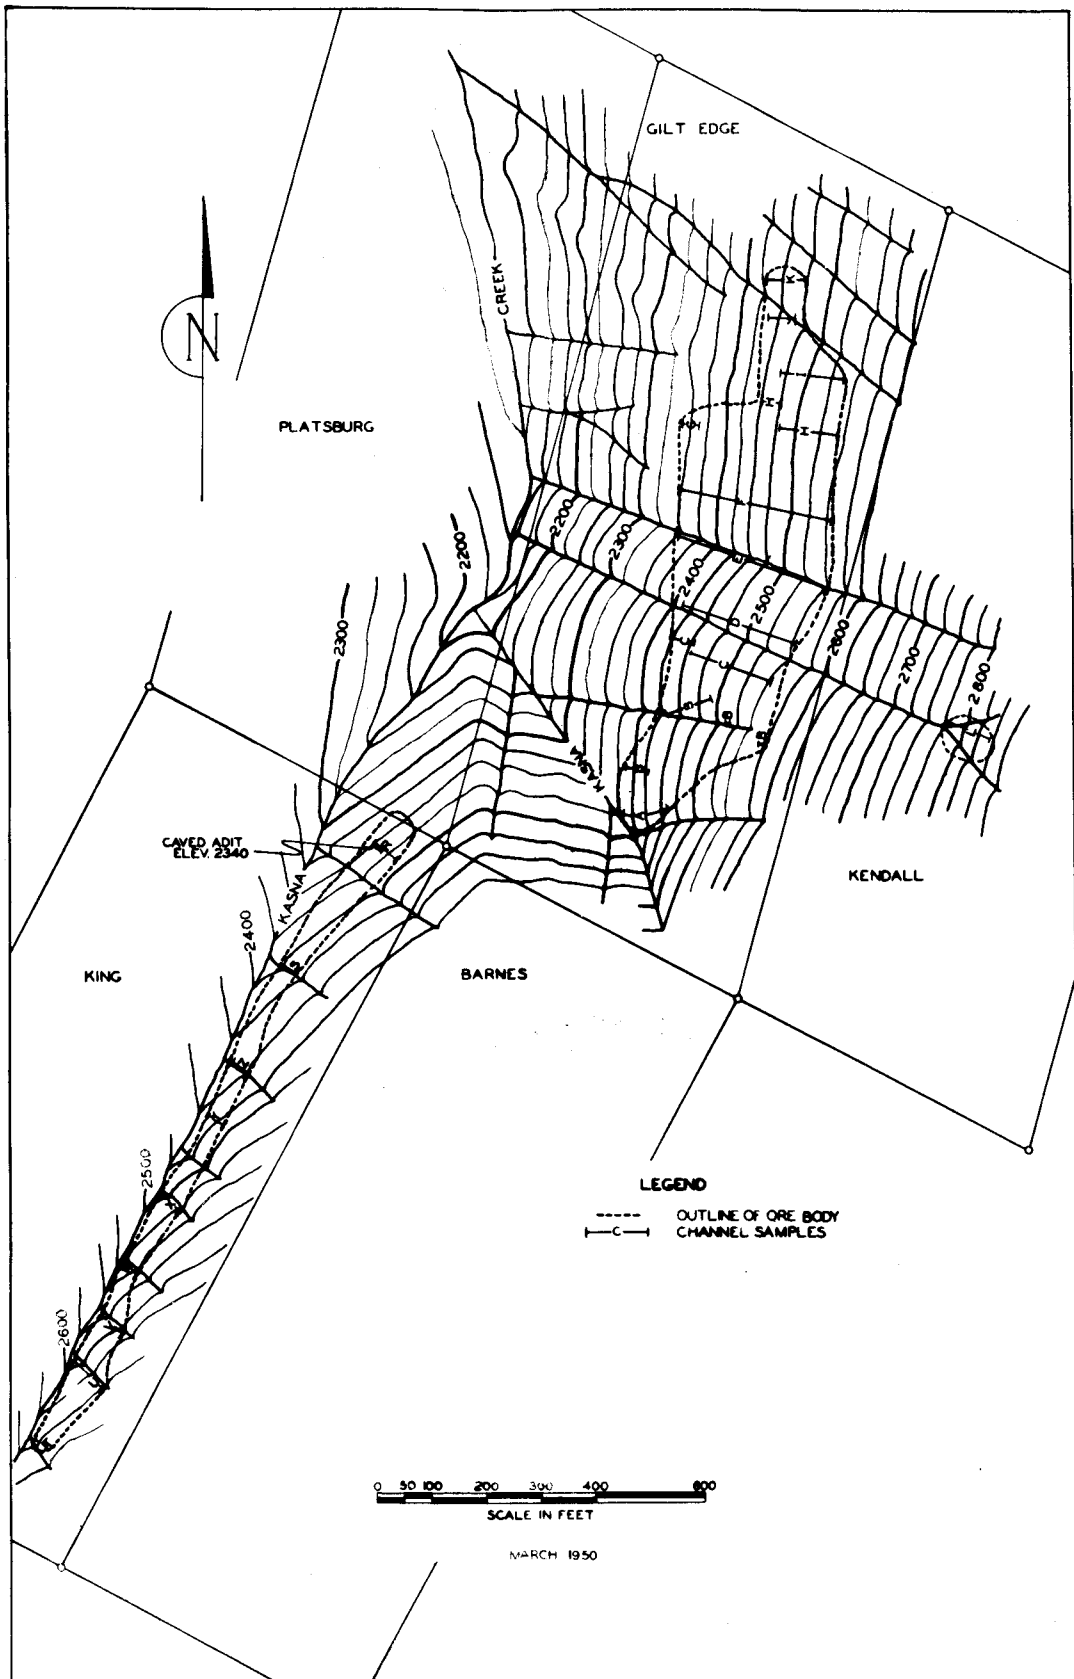 GILT EDGE
CREEK
N
K
PLATSBURG
H
I
H
G
F
2200
2300
2400
2500
2600
2700
2800
E
D
2200
2300
C
C
B
B
B
KASNA
CAVED ADIT
ELEV. 2340
R
KASNA
KENDALL
2400
S
KING
BARNES
2500
X
2600
LEGEND
OUTLINE OF ORE BODY
C CHANNEL SAMPLES
0 50 100 200 300 400 600
SCALE IN FEET
MARCH 1950